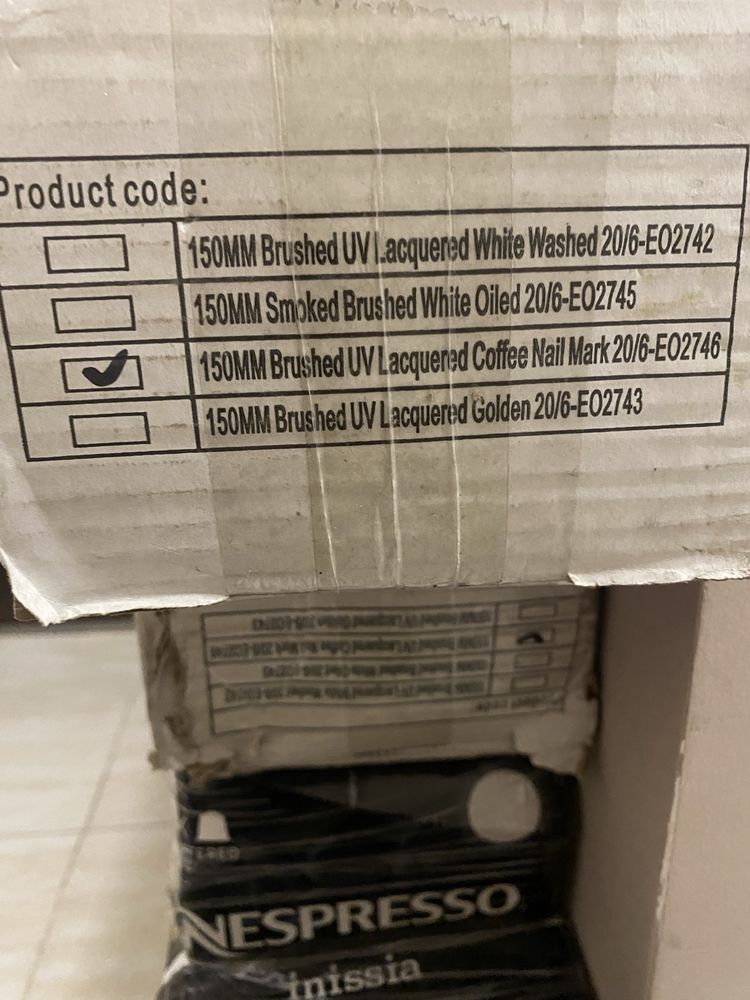 Product code:
150MM Brushed UV Lacquered White Washed 20/6-EO2742
150MM Smoked Brushed White Oiled 20/6-EO2745
150MM Brushed UV Lacquered Coffee Nail Mark 20/6-EO2746
150MM Brushed UV Lacquered Golden 20/6-EO2743
NESPRESSO
inissia